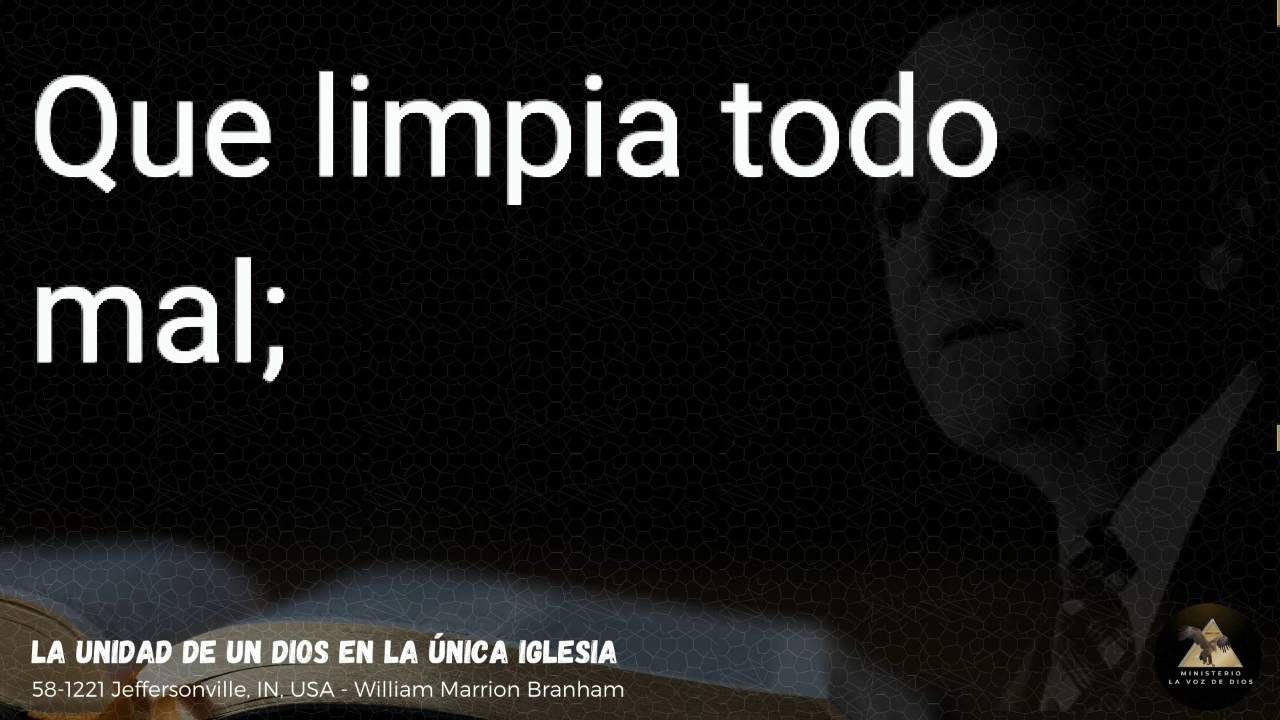 Que limpia todo
mal;
LA UNIDAD DE UN DIOS EN LA ÚNICA IGLESIA
58-1221 Jeffersonville, IN, USA - William Marrion Branham
MINISTERIO
LA VOZ DE DIOS